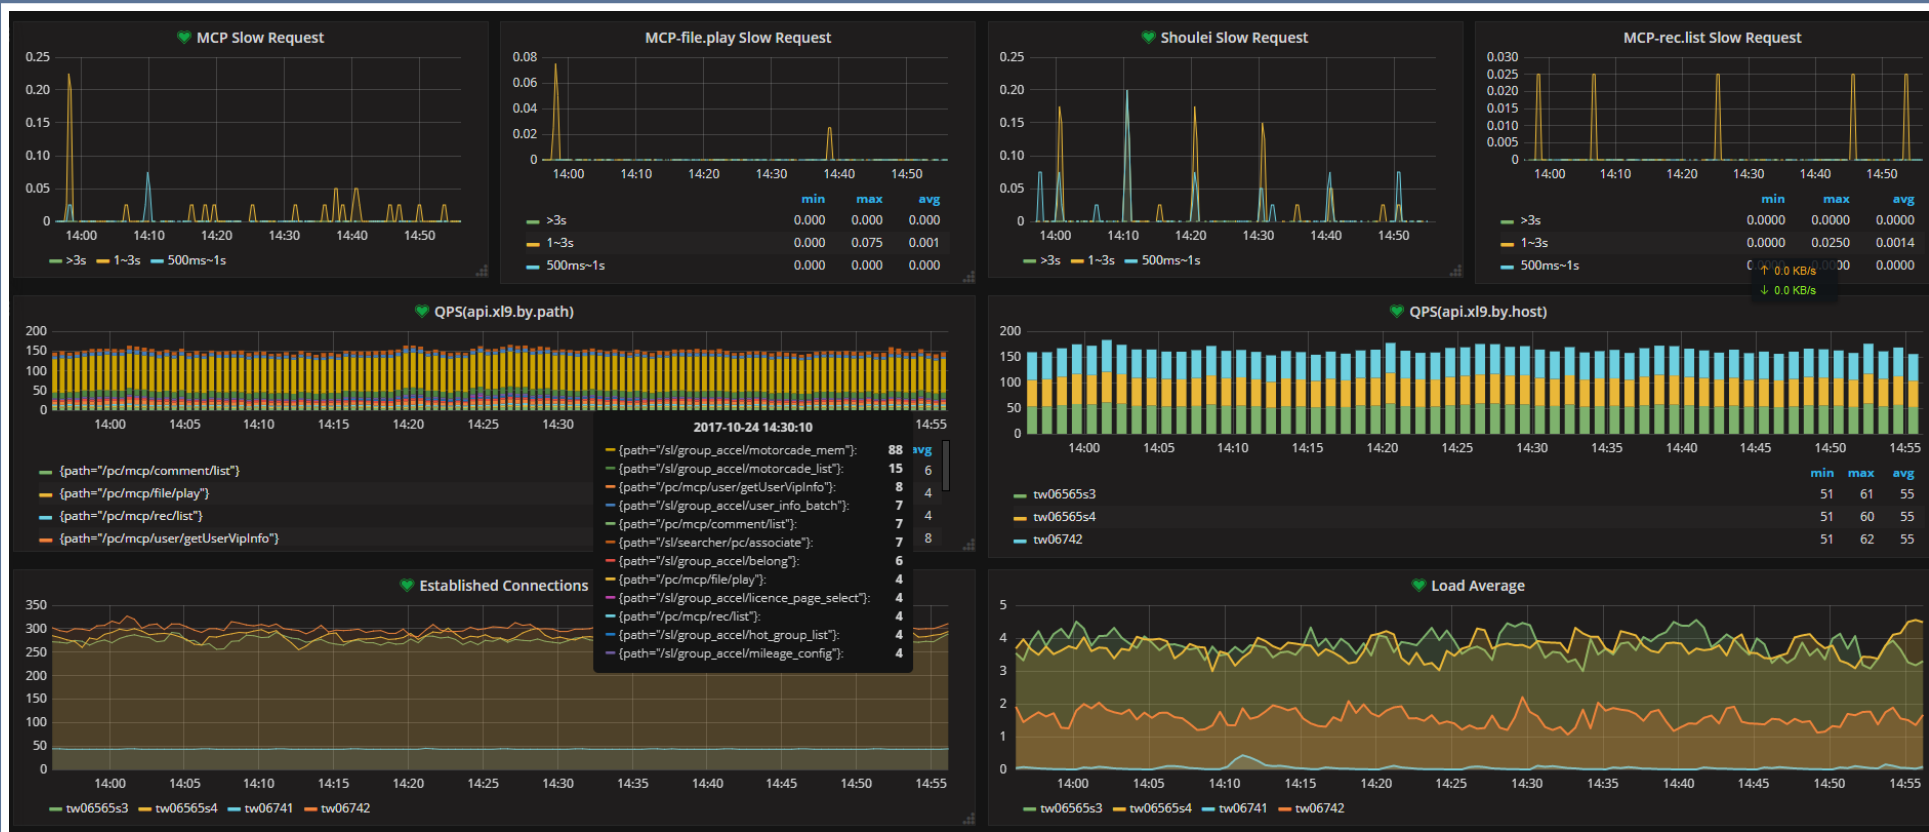 MCP Slow Request
0.25
0.20
0.15
0.10
0.05
0
14:00 14:10 14:20 14:30 14:40 14:50
>3s 1~3s 500ms~1s
MCP-file.play Slow Request
0.08
0.06
0.04
0.02
0
14:00 14:10 14:20 14:30 14:40 14:50
min max avg
>3s 0.000 0.000 0.000
1~3s 0.000 0.075 0.001
500ms~1s 0.000 0.000 0.000
Shoulei Slow Request
0.25
0.20
0.15
0.10
0.05
0
14:00 14:10 14:20 14:30 14:40 14:50
>3s 1~3s 500ms~1s
MCP-rec.list Slow Request
0.030
0.025
0.020
0.015
0.010
0.005
0
14:00 14:10 14:20 14:30 14:40 14:50
min max avg
>3s 0.0000 0.0000 0.0000
1~3s 0.0000 0.0250 0.0014
500ms~1s 0.0000
↑ 0.0 KB/s
↓ 0.0 KB/s
QPS(api.xl9.by.path)
200
150
100
50
0
14:00 14:05 14:10 14:15 14:20 14:25 14:30 14:35 14:40 14:45 14:50 14:55
avg
{path="/pc/mcp/comment/list"} 6
{path="/pc/mcp/file/play"} 4
{path="/pc/mcp/rec/list"} 4
{path="/pc/mcp/user/getUserVipInfo"} 8
2017-10-24 14:30:10
{path="/sl/group_accel/motorcade_mem"}: 88
{path="/sl/group_accel/motorcade_list"}: 15
{path="/pc/mcp/user/getUserVipInfo"}: 8
{path="/sl/group_accel/user_info_batch"}: 7
{path="/pc/mcp/comment/list"}: 7
{path="/sl/searcher/pc/associate"}: 7
{path="/sl/group_accel/belong"}: 6
{path="/pc/mcp/file/play"}: 4
{path="/sl/group_accel/licence_page_select"}: 4
{path="/pc/mcp/rec/list"}: 4
{path="/sl/group_accel/hot_group_list"}: 4
{path="/sl/group_accel/mileage_config"}: 4
QPS(api.xl9.by.host)
200
150
100
50
0
14:00 14:05 14:10 14:15 14:20 14:25 14:30 14:35 14:40 14:45 14:50 14:55
min max avg
tw06565s3 51 61 55
tw06565s4 51 60 55
tw06742 51 62 55
Established Connections
350
300
250
200
150
100
50
0
14:00 14:05 14:10 14:15 14:20 14:25 14:30 14:35 14:40 14:45 14:50 14:55
tw06565s3 tw06565s4 tw06741 tw06742
Load Average
5
4
3
2
1
0
14:00 14:05 14:10 14:15 14:20 14:25 14:30 14:35 14:40 14:45 14:50 14:55
tw06565s3 tw06565s4 tw06741 tw06742